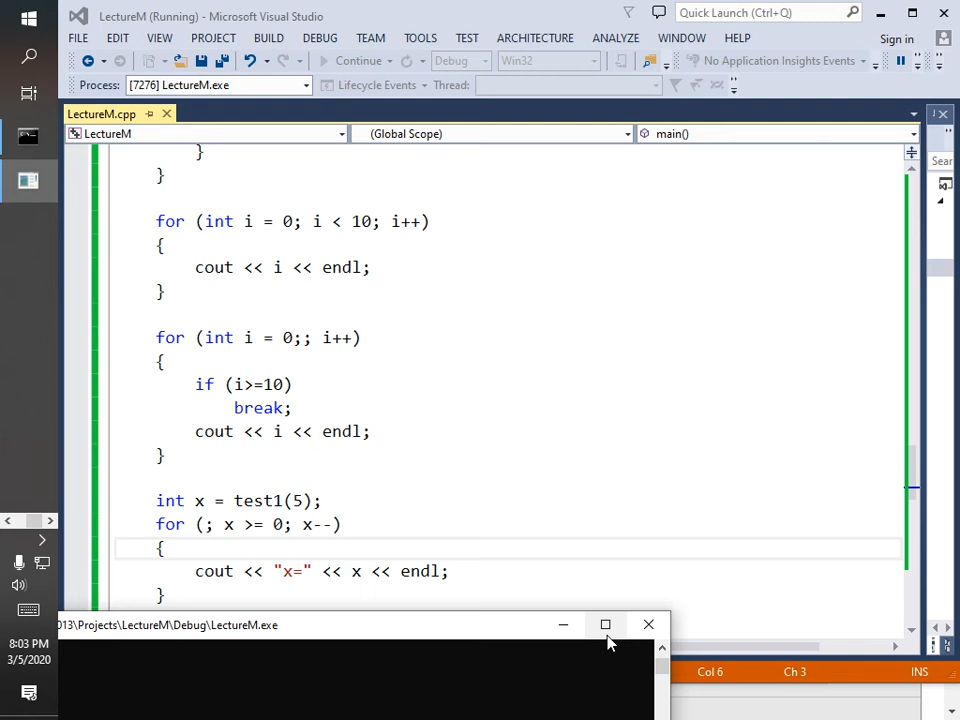 LectureM (Running) - Microsoft Visual Studio
Quick Launch (Ctrl+Q)
FILE EDIT VIEW PROJECT BUILD DEBUG TEAM TOOLS TEST ARCHITECTURE ANALYZE WINDOW HELP
Sign in
Continue Debug Win32 No Application Insights Events
Process: [7276] LectureM.exe Lifecycle Events Thread:
LectureM.cpp
LectureM (Global Scope) main()
Sear
}
}
for (int i = 0; i < 10; i++)
{
cout << i << endl;
}
for (int i = 0;; i++)
{
if (i>=10)
break;
cout << i << endl;
}
int x = test1(5);
for (; x >= 0; x--)
{
cout << "x=" << x << endl;
}
013\Projects\LectureM\Debug\LectureM.exe
Col 6 Ch 3 INS
8:03 PM
3/5/2020